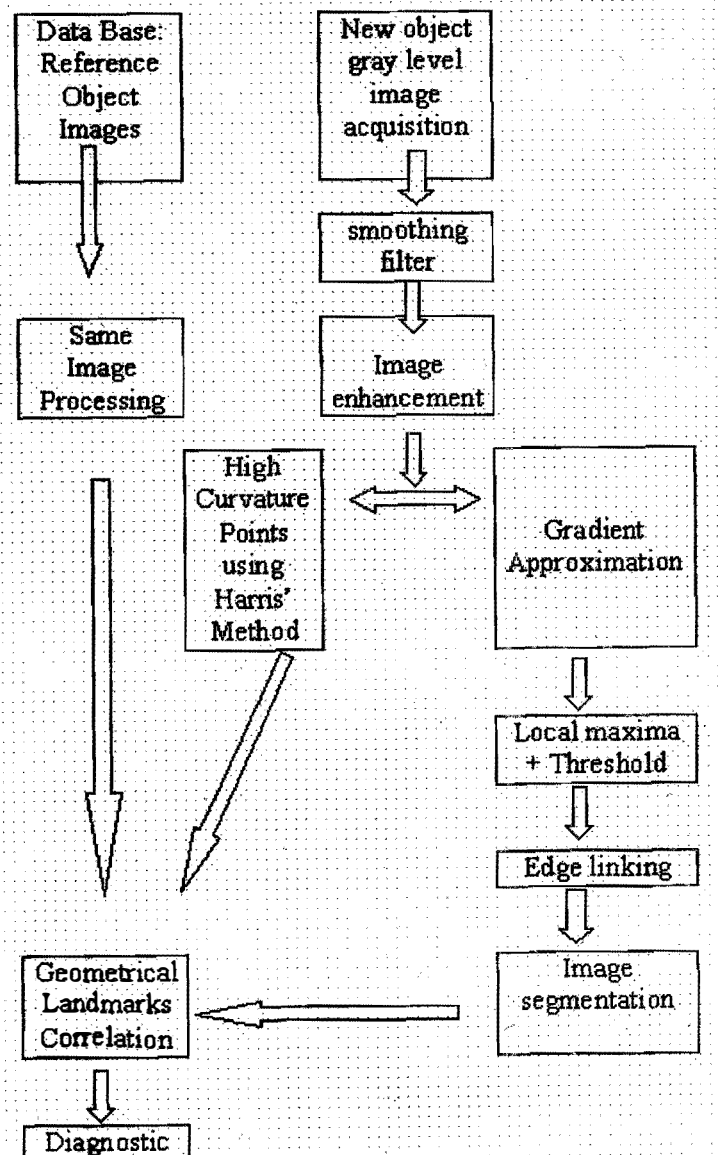 Data Base:
Reference
Object
Images
New object
gray level
image
acquisition
smoothing
filter
Same
Image
Processing
Image
enhancement
High
Curvature
Points
using
Harris'
Method
Gradient
Approximation
Local maxima
+ Threshold
Edge linking
Image
segmentation
Geometrical
Landmarks
Correlation
Diagnostic